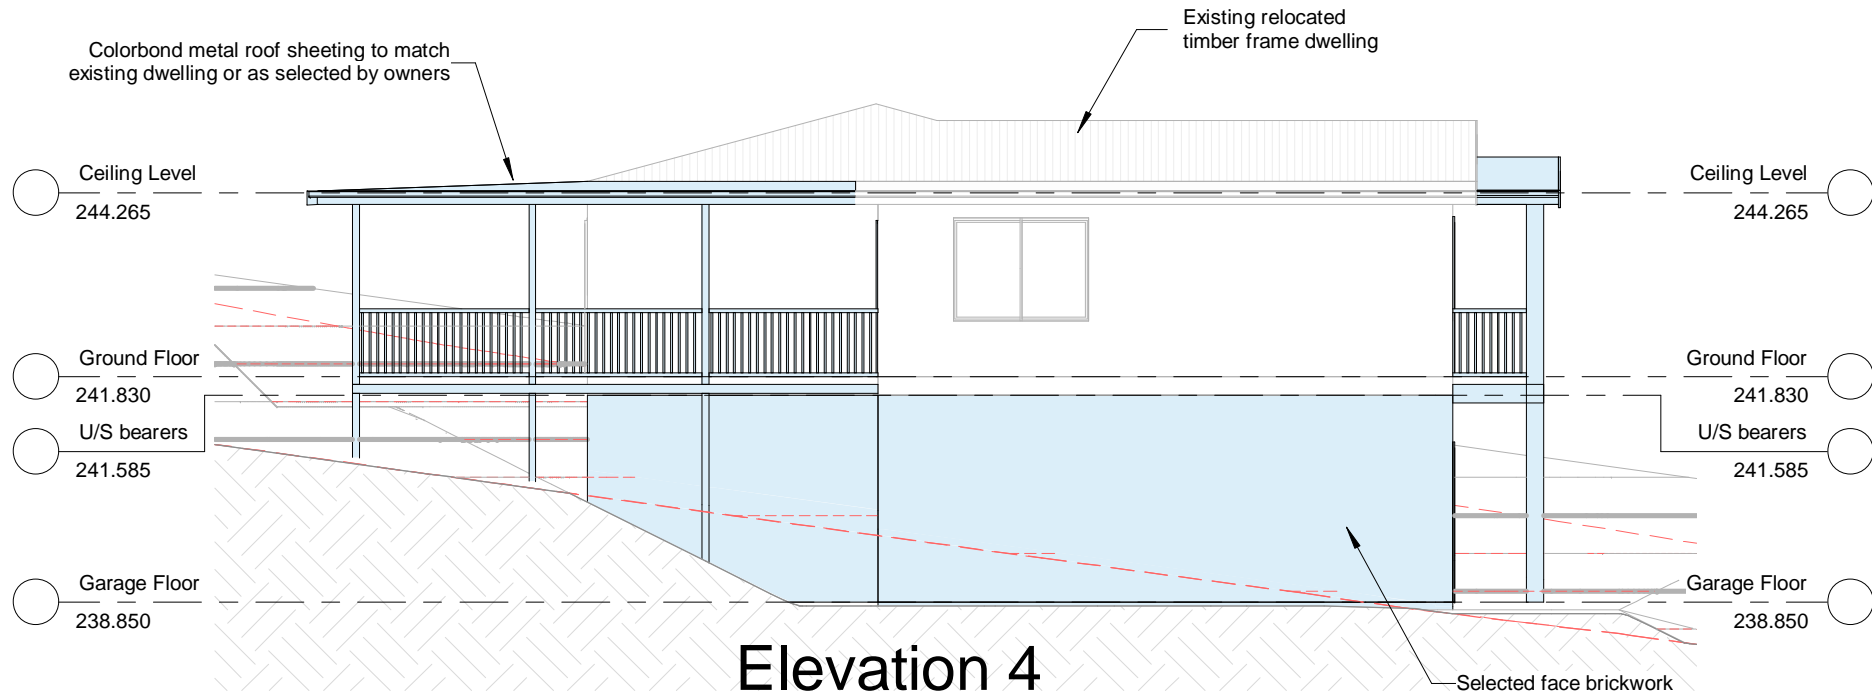 Existing relocated
timber frame dwelling
Colorbond metal roof sheeting to match
existing dwelling or as selected by owners
Ceiling Level
244.265
Ceiling Level
244.265
Ground Floor
241.830
Ground Floor
241.830
U/S bearers
241.585
U/S bearers
241.585
Garage Floor
238.850
Garage Floor
238.850
Elevation 4
Selected face brickwork